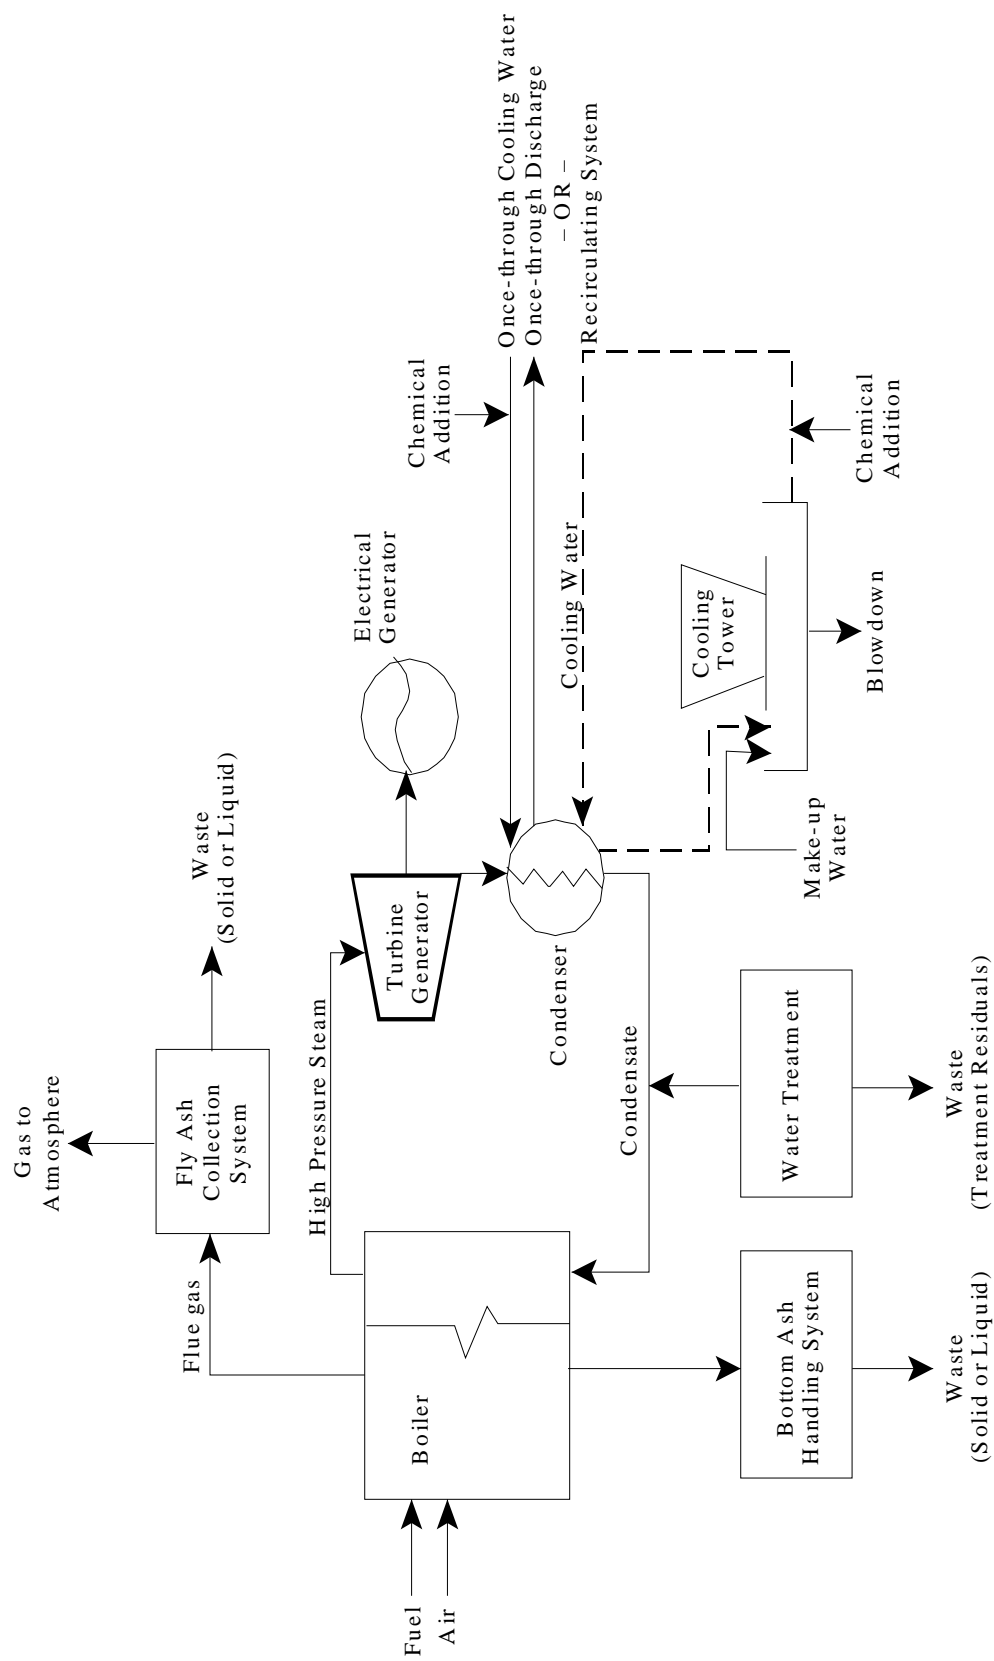 Gas to
Atmosphere
Fly Ash
Collection
System
Waste
(Solid or Liquid)
Flue gas
High Pressure Steam
Fuel
Air
Boiler
Turbine
Generator
Electrical
Generator
Chemical
Addition
Once-through Cooling Water
Once-through Discharge
– OR –
Recirculating System
Condenser
Cooling Water
Condensate
Cooling
Tower
Make-up
Water
Blowdown
Chemical
Addition
Bottom Ash
Handling System
Water Treatment
Waste
(Solid or Liquid)
Waste
(Treatment Residuals)